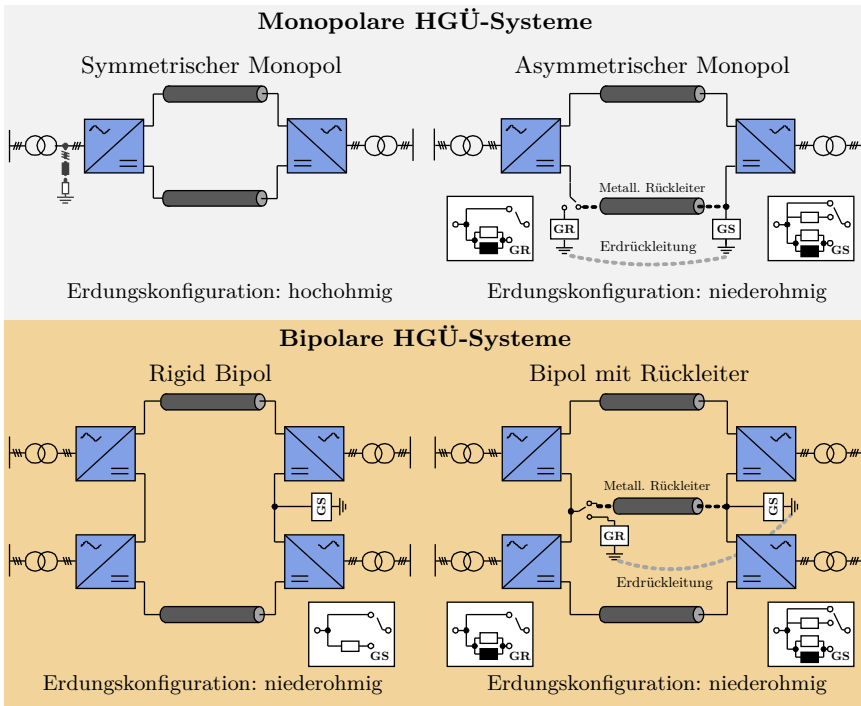 Monopolare HGÜ-Systeme
Symmetrischer Monopol
Asymmetrischer Monopol
Metall. Rückleiter
GR
GS
GR
Erdrückleitung
GS
Erdungskonfiguration: hochohmig
Erdungskonfiguration: niederohmig
Bipolare HGÜ-Systeme
Rigid Bipol
Bipol mit Rückleiter
Metall. Rückleiter
GS
GS
GR
Erdrückleitung
GS
GR
GS
Erdungskonfiguration: niederohmig
Erdungskonfiguration: niederohmig